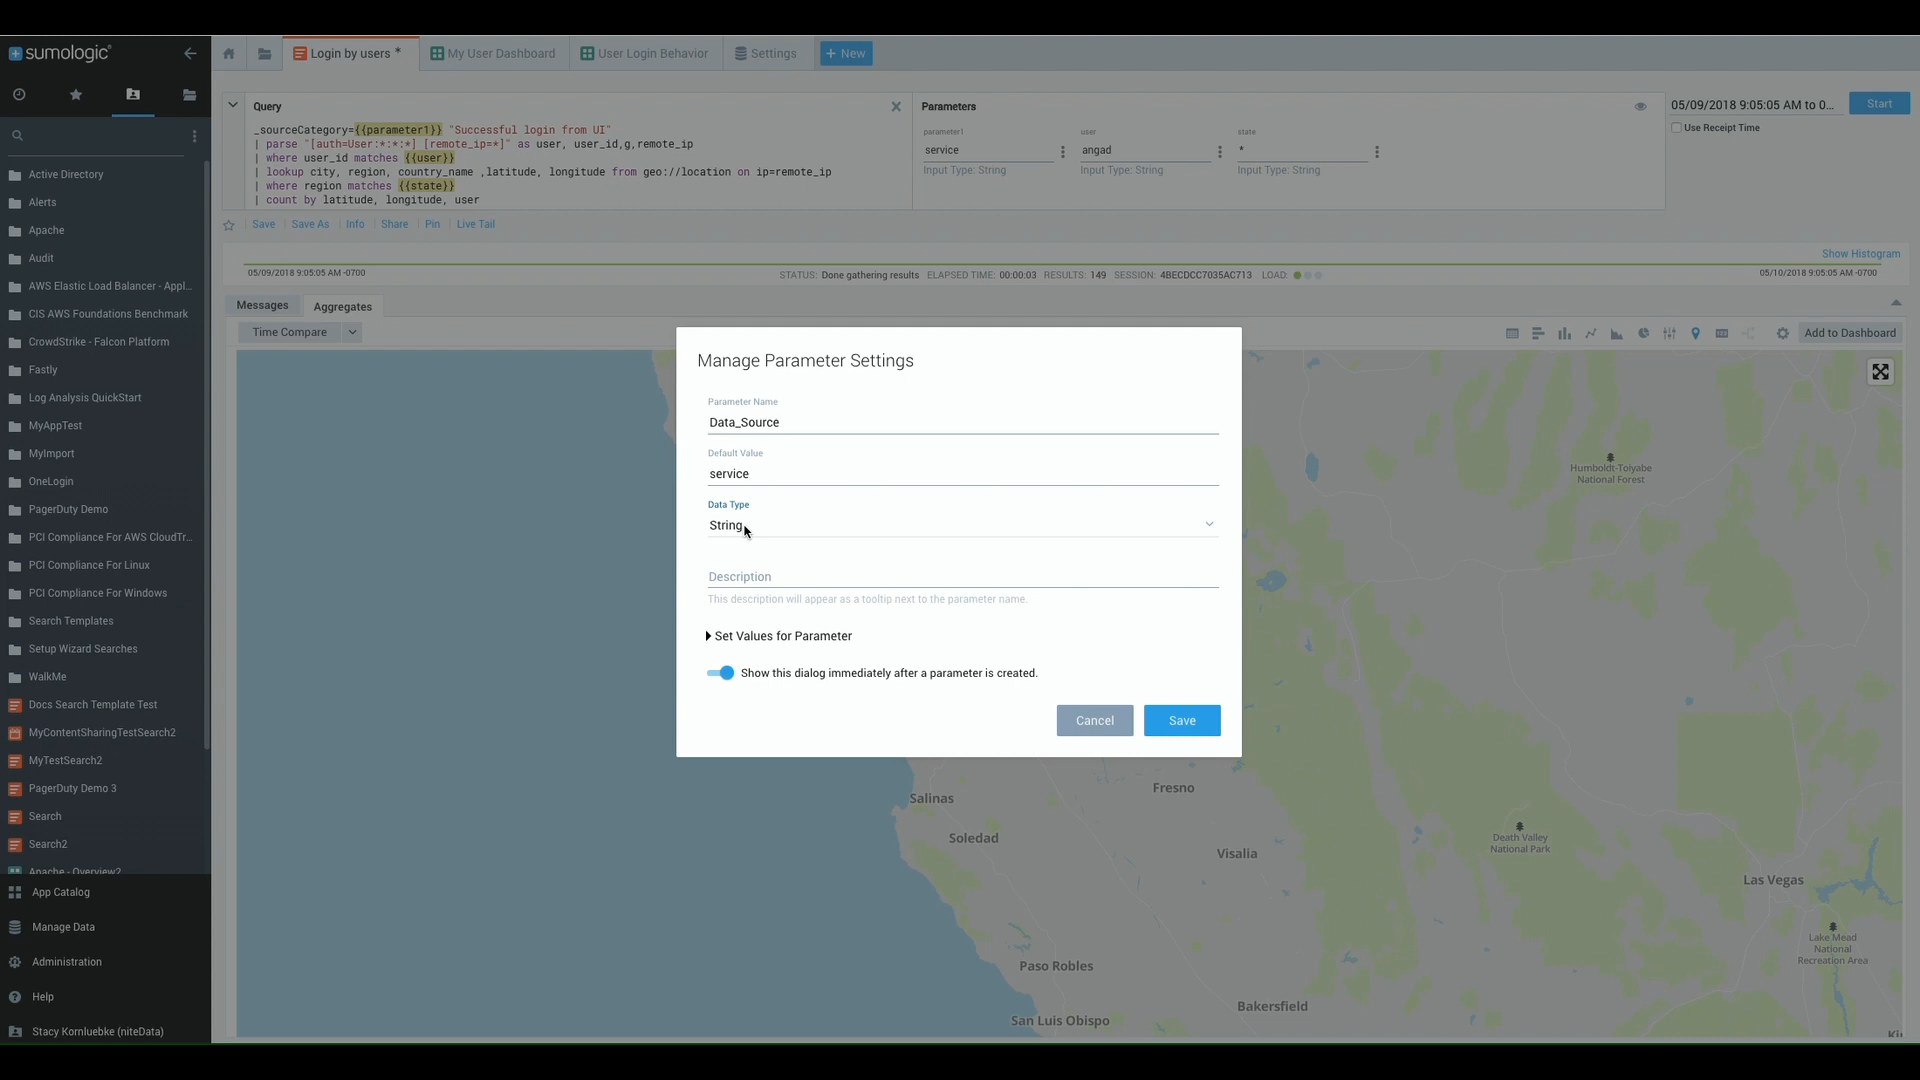 sumologic
Login by users *
My User Dashboard
User Login Behavior
Settings
+ New
Query
_sourceCategory={{parameter1}} "Successful login from UI"
| parse "[auth=User:*:*:*] [remote_ip=*]" as user, user_id,g,remote_ip
| where user_id matches {{user}}
| lookup city, region, country_name ,latitude, longitude from geo://location on ip=remote_ip
| where region matches {{state}}
| count by latitude, longitude, user
Parameters
parameter1
service
Input Type: String
user
angad
Input Type: String
state
*
Input Type: String
05/09/2018 9:05:05 AM to 0...
Start
Use Receipt Time
Save
Save As
Info
Share
Pin
Live Tail
Show Histogram
05/09/2018 9:05:05 AM -0700
STATUS: Done gathering results ELAPSED TIME: 00:00:03 RESULTS: 149 SESSION: 4BECDCC7035AC713 LOAD:
05/10/2018 9:05:05 AM -0700
Messages
Aggregates
Time Compare
Add to Dashboard
Active Directory
Alerts
Apache
Audit
AWS Elastic Load Balancer - Appl...
CIS AWS Foundations Benchmark
CrowdStrike - Falcon Platform
Fastly
Log Analysis QuickStart
MyAppTest
MyImport
OneLogin
PagerDuty Demo
PCI Compliance For AWS CloudTr...
PCI Compliance For Linux
PCI Compliance For Windows
Search Templates
Setup Wizard Searches
WalkMe
Docs Search Template Test
MyContentSharingTestSearch2
MyTestSearch2
PagerDuty Demo 3
Search
Search2
Apache - Overview2
App Catalog
Manage Data
Administration
Help
Stacy Kornluebke (niteData)
Manage Parameter Settings
Parameter Name
Data_Source
Default Value
service
Data Type
String
Description
This description will appear as a tooltip next to the parameter name.
Set Values for Parameter
Show this dialog immediately after a parameter is created.
Cancel
Save
Humboldt-Toiyabe
National Forest
Salinas
Fresno
Soledad
Visalia
Death Valley
National Park
Las Vegas
Lake Mead
National
Recreation Area
Paso Robles
Bakersfield
San Luis Obispo